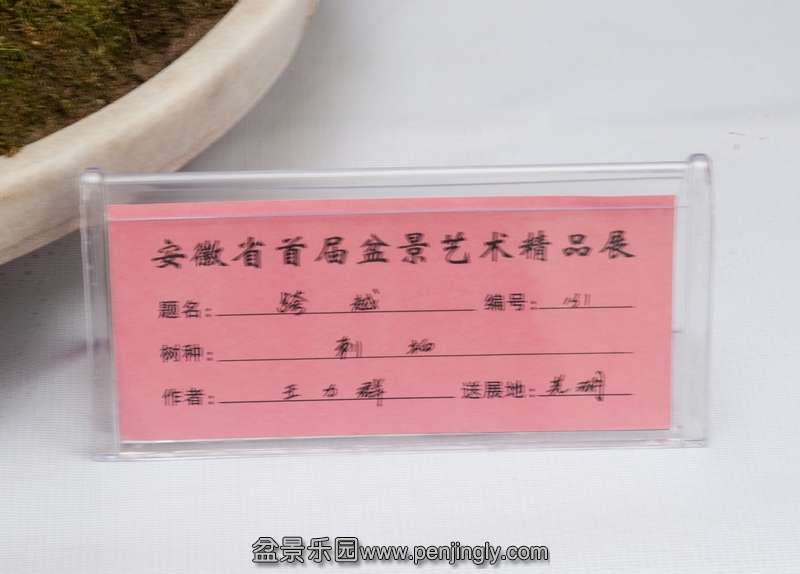 安徽省首届盆景艺术精品展
题名: 跨越 编号:
树种: 刺柏
作者: 王力群 送展地: 芜湖
盆景乐园www.penjingly.com